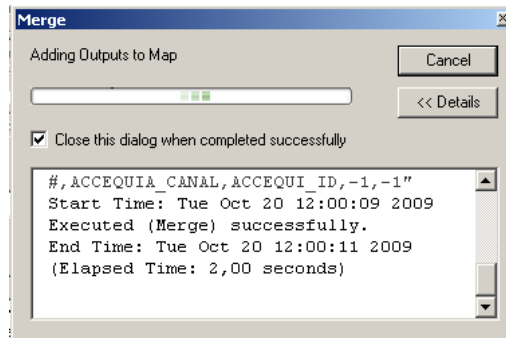 Merge
Adding Outputs to Map
Cancel
<< Details
Close this dialog when completed successfully
#,ACCEQUIA_CANAL,ACCEQUI_ID,-1,-1"
Start Time: Tue Oct 20 12:00:09 2009
Executed (Merge) successfully.
End Time: Tue Oct 20 12:00:11 2009
(Elapsed Time: 2,00 seconds)